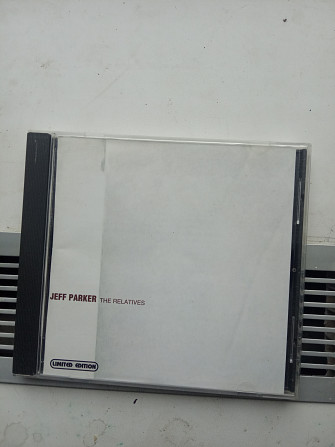 JEFF PARKER THE RELATIVES
LIMITED EDITION